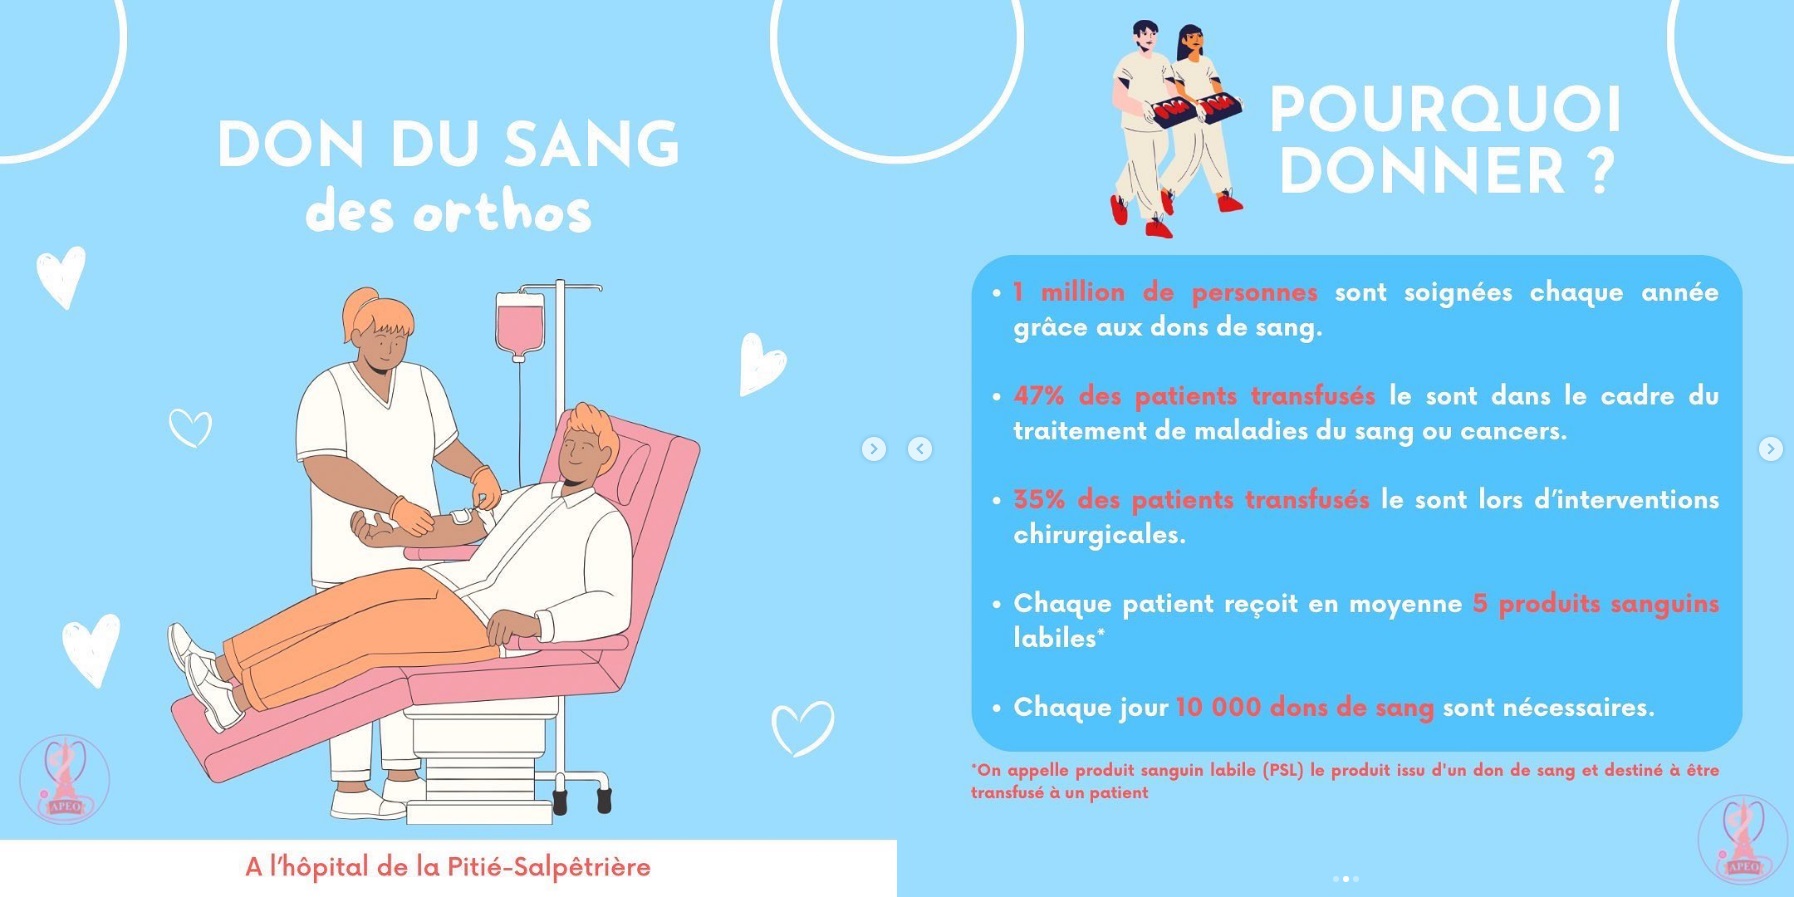 DON DU SANG
des orthos
APEO
A l'hôpital de la Pitié-Salpêtrière
POURQUOI
DONNER ?
• 1 million de personnes sont soignées chaque année
grâce aux dons de sang.
• 47% des patients transfusés le sont dans le cadre du
traitement de maladies du sang ou cancers.
• 35% des patients transfusés le sont lors d’interventions
chirurgicales.
• Chaque patient reçoit en moyenne 5 produits sanguins
labiles*
• Chaque jour 10 000 dons de sang sont nécessaires.
*On appelle produit sanguin labile (PSL) le produit issu d'un don de sang et destiné à être
transfusé à un patient
APEO